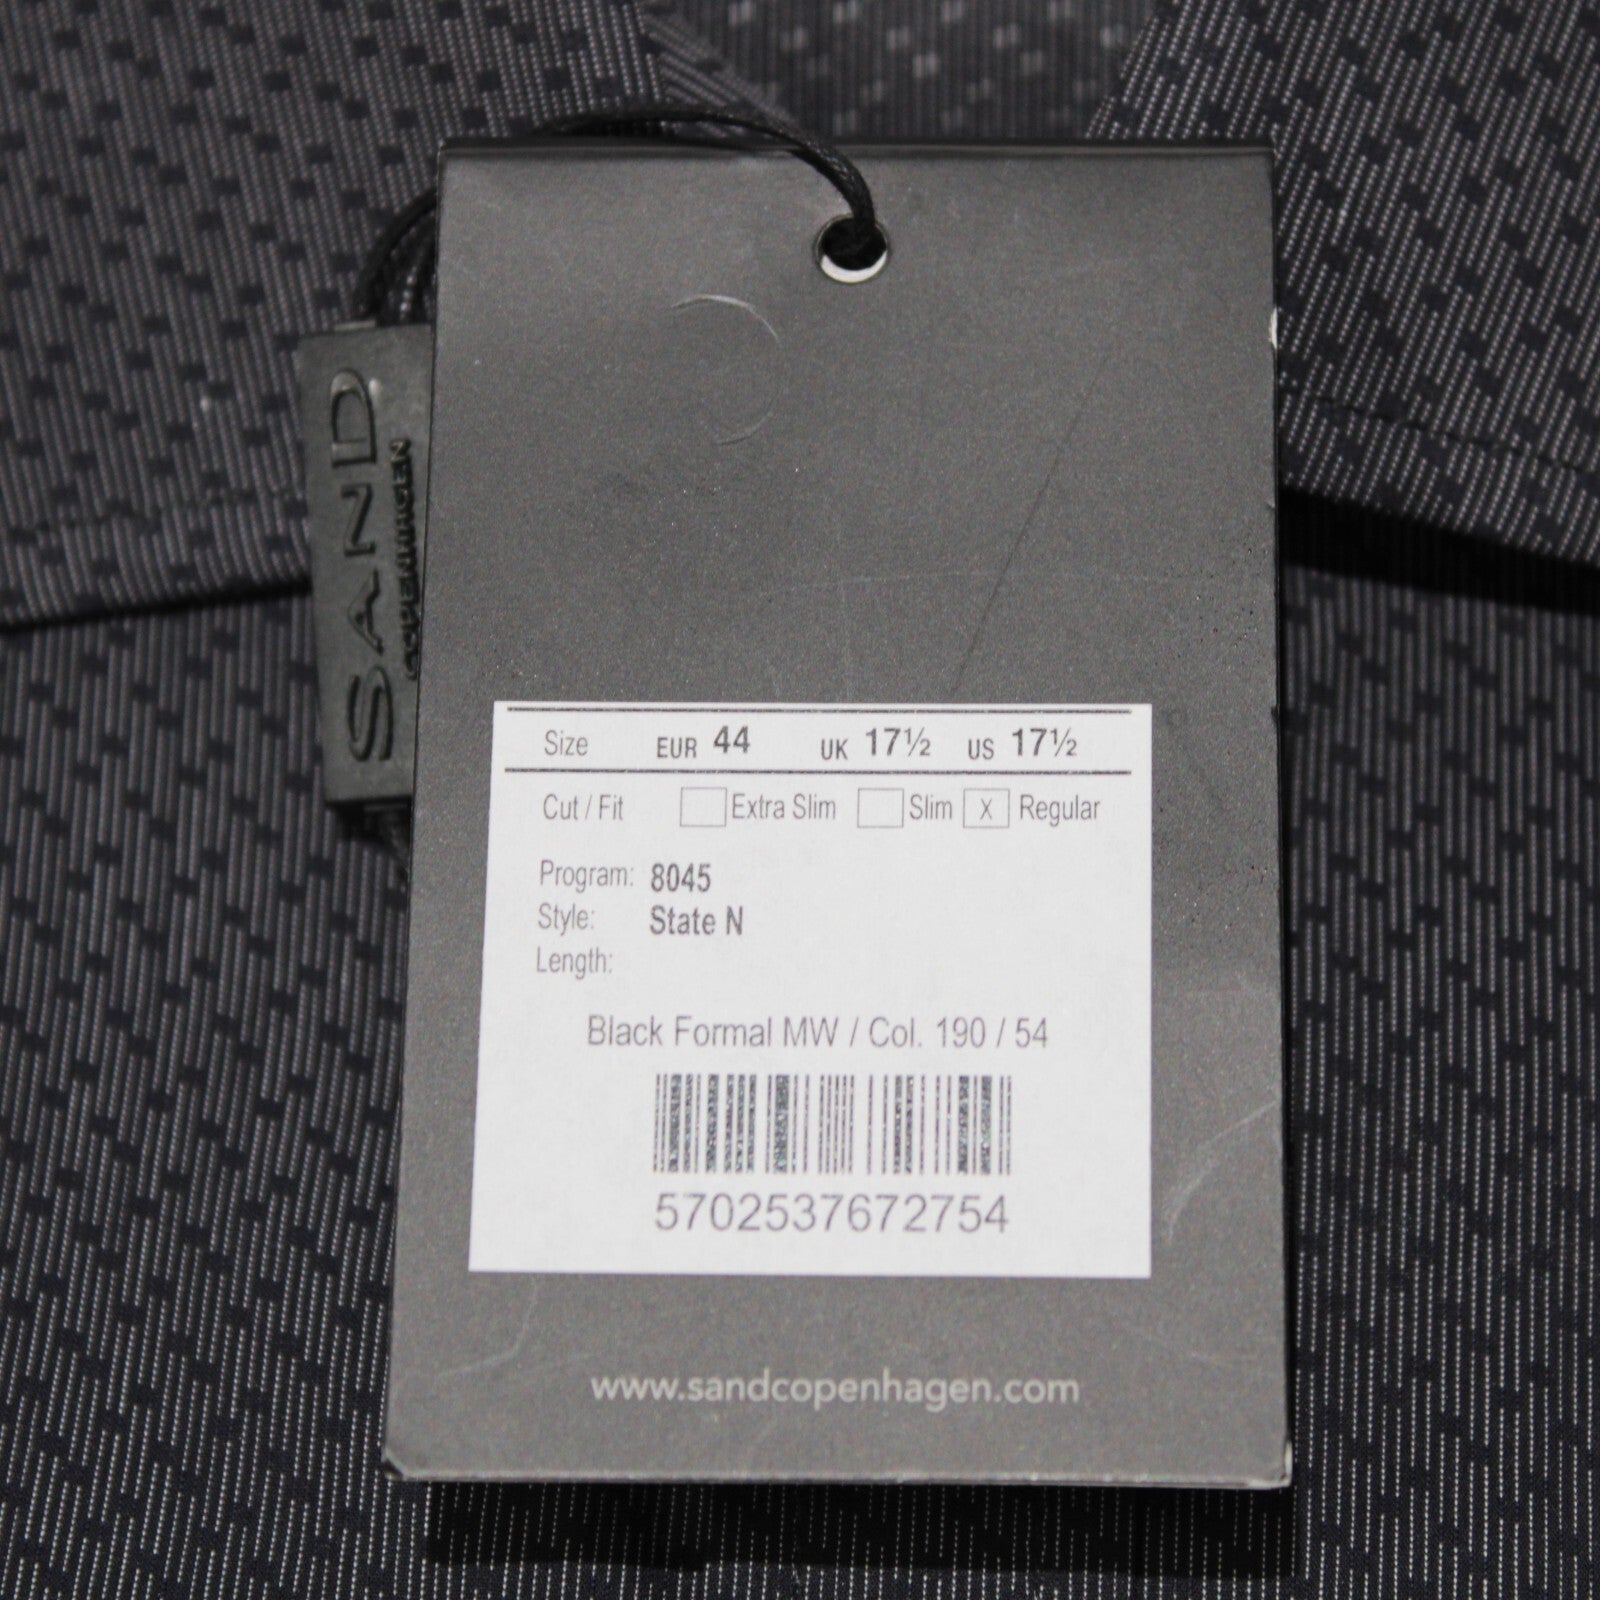 SAND
COPENHAGEN
Size EUR 44 UK 17½ US 17½
Cut / Fit Extra Slim Slim X Regular
Program: 8045
Style: State N
Length:
Black Formal MW / Col. 190 / 54
5702537672754
www.sandcopenhagen.com